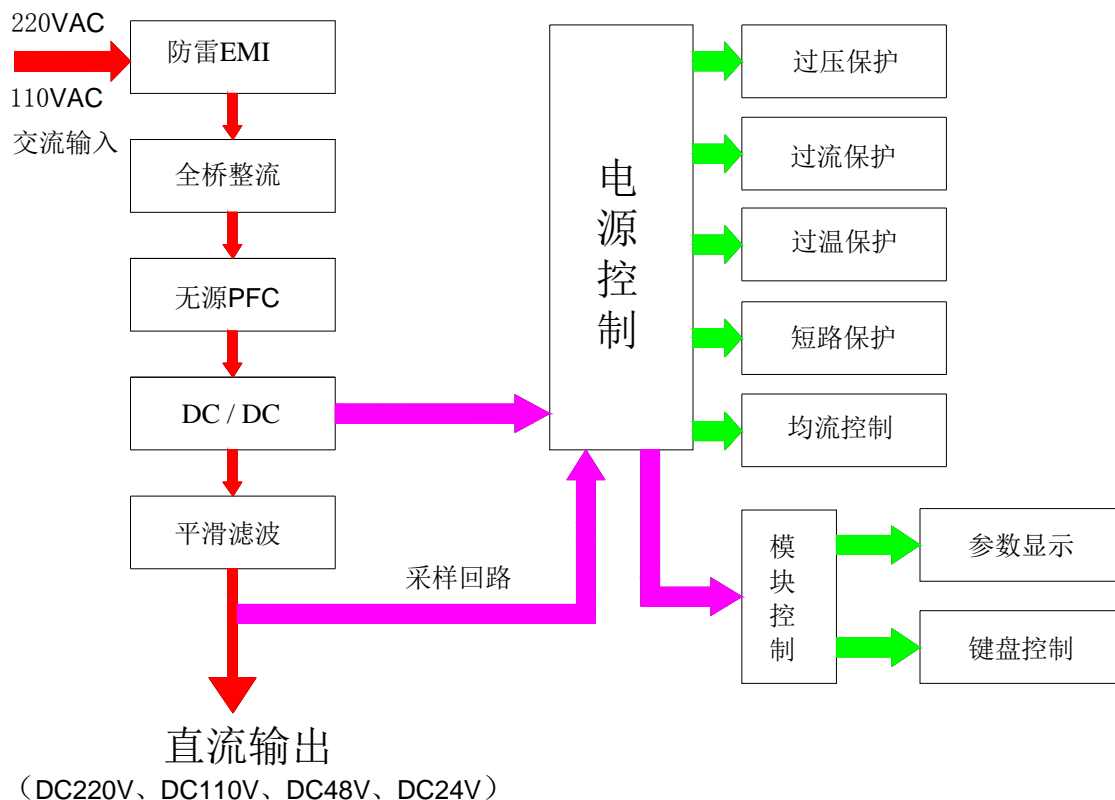 220VAC
110VAC
交流输入
防雷EMI
全桥整流
无源PFC
DC / DC
平滑滤波
采样回路
直流输出
（DC220V、DC110V、DC48V、DC24V）
电
源
控
制
过压保护
过流保护
过温保护
短路保护
均流控制
模
块
控
制
参数显示
键盘控制